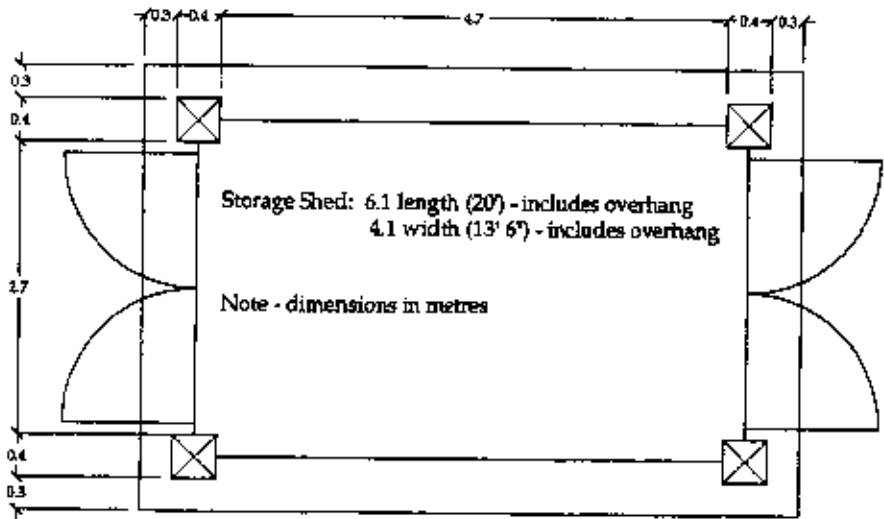 0.3 0.4 4.7 0.4 0.3
0.3
0.4
2.7
0.4
0.3
Storage Shed: 6.1 length (20') - includes overhang
4.1 width (13' 6") - includes overhang
Note - dimensions in metres